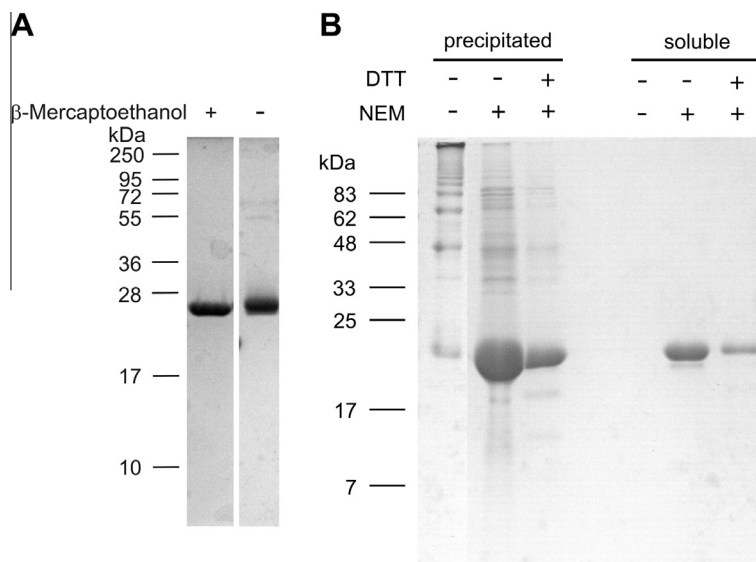 A
β-Mercaptoethanol + -
kDa
250
95
72
55
36
28
17
10
B
precipitated soluble
DTT - - + - - +
NEM - + + - + +
kDa
83
62
48
33
25
17
7